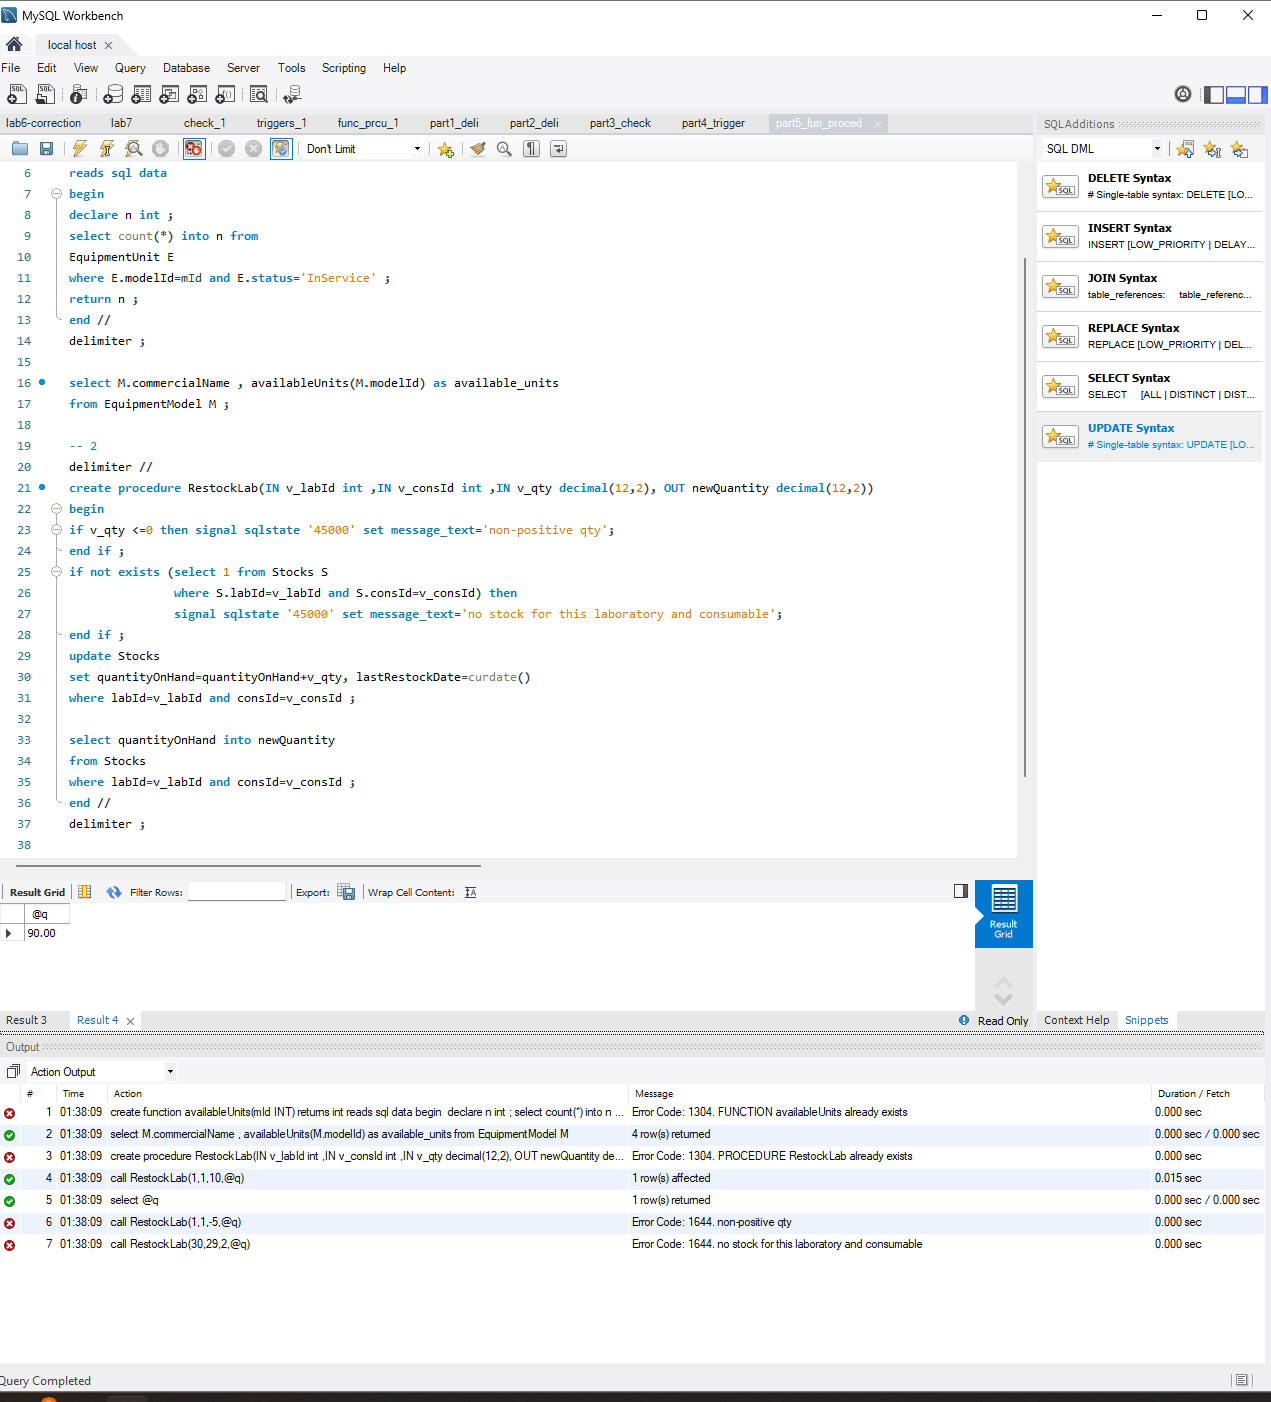 MySQL Workbench
local host
File Edit View Query Database Server Tools Scripting Help
lab6-correction lab7 check_1 triggers_1 func_prcu_1 part1_deli part2_deli part3_check part4_trigger part5_fun_proced
Don't Limit
6 reads sql data
7 begin
8 declare n int ;
9 select count(*) into n from
10 EquipmentUnit E
11 where E.modelId=mId and E.status='InService' ;
12 return n ;
13 end //
14 delimiter ;
15
16 select M.commercialName , availableUnits(M.modelId) as available_units
17 from EquipmentModel M ;
18
19 -- 2
20 delimiter //
21 create procedure RestockLab(IN v_labId int ,IN v_consId int ,IN v_qty decimal(12,2), OUT newQuantity decimal(12,2))
22 begin
23 if v_qty <=0 then signal sqlstate '45000' set message_text='non-positive qty';
24 end if ;
25 if not exists (select 1 from Stocks S
26 where S.labId=v_labId and S.consId=v_consId) then
27 signal sqlstate '45000' set message_text='no stock for this laboratory and consumable';
28 end if ;
29 update Stocks
30 set quantityOnHand=quantityOnHand+v_qty, lastRestockDate=curdate()
31 where labId=v_labId and consId=v_consId ;
32
33 select quantityOnHand into newQuantity
34 from Stocks
35 where labId=v_labId and consId=v_consId ;
36 end //
37 delimiter ;
38
SQLAdditions
SQL DML
DELETE Syntax
# Single-table syntax: DELETE [LO...
INSERT Syntax
INSERT [LOW_PRIORITY | DELAY...
JOIN Syntax
table_references: table_referenc...
REPLACE Syntax
REPLACE [LOW_PRIORITY | DEL...
SELECT Syntax
SELECT [ALL | DISTINCT | DIST...
UPDATE Syntax
# Single-table syntax: UPDATE [LO...
Result Grid Filter Rows: Export: Wrap Cell Content:
@q
90.00
Result Grid
Result 3 Result 4 Read Only
Context Help Snippets
Output
Action Output
# Time Action Message Duration / Fetch
1 01:38:09 create function availableUnits(mId INT) returns int reads sql data begin declare n int ; select count(*) into n ... Error Code: 1304. FUNCTION availableUnits already exists 0.000 sec
2 01:38:09 select M.commercialName , availableUnits(M.modelId) as available_units from EquipmentModel M 4 row(s) returned 0.000 sec / 0.000 sec
3 01:38:09 create procedure RestockLab(IN v_labId int ,IN v_consId int ,IN v_qty decimal(12,2), OUT newQuantity de... Error Code: 1304. PROCEDURE RestockLab already exists 0.000 sec
4 01:38:09 call RestockLab(1,1,10,@q) 1 row(s) affected 0.015 sec
5 01:38:09 select @q 1 row(s) returned 0.000 sec / 0.000 sec
6 01:38:09 call RestockLab(1,1,-5,@q) Error Code: 1644. non-positive qty 0.000 sec
7 01:38:09 call RestockLab(30,29,2,@q) Error Code: 1644. no stock for this laboratory and consumable 0.000 sec
Query Completed